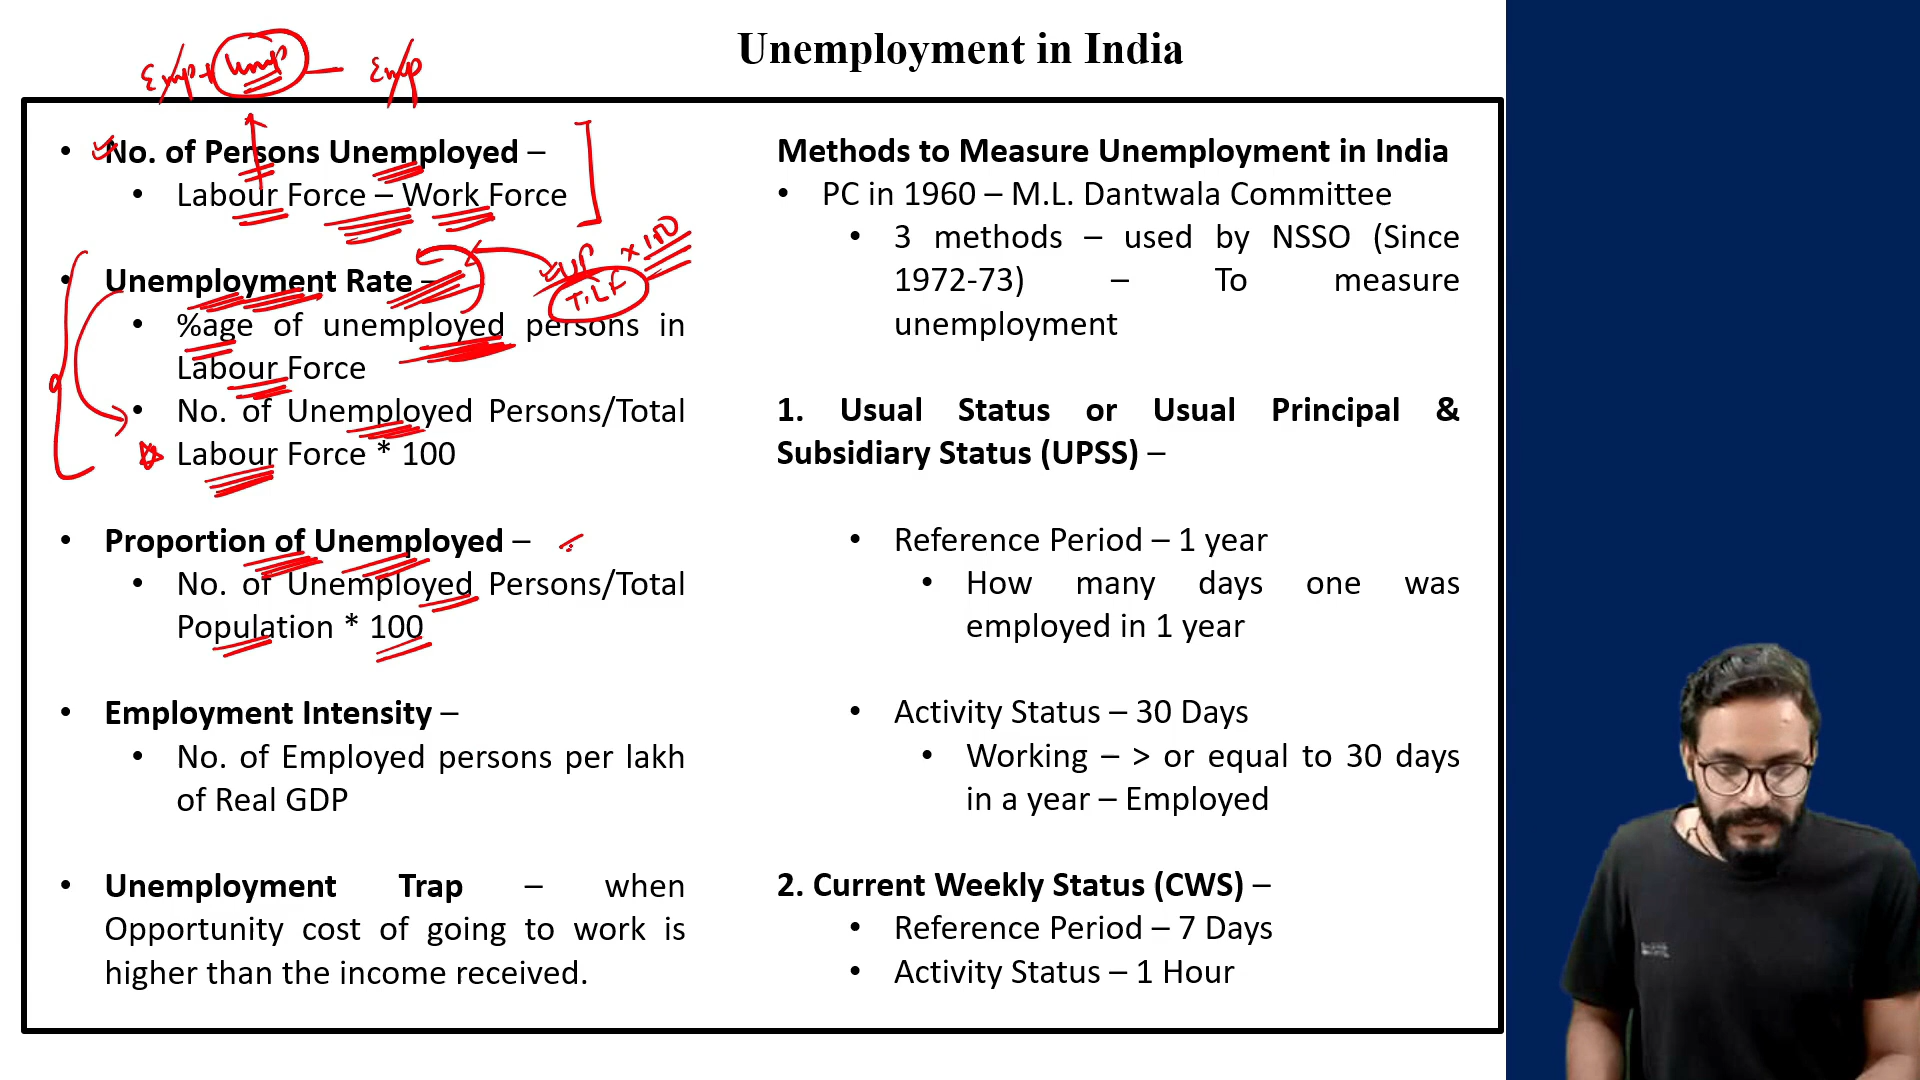 Unemployment in India
Emp + Unp — Emp
• No. of Persons Unemployed –
• Labour Force – Work Force
UP × 100
T.L.F
• Unemployment Rate –
• %age of unemployed persons in
Labour Force
• No. of Unemployed Persons/Total
Labour Force * 100
• Proportion of Unemployed –
• No. of Unemployed Persons/Total
Population * 100
• Employment Intensity –
• No. of Employed persons per lakh
of Real GDP
• Unemployment Trap – when
Opportunity cost of going to work is
higher than the income received.
Methods to Measure Unemployment in India
• PC in 1960 – M.L. Dantwala Committee
• 3 methods – used by NSSO (Since
1972-73) – To measure
unemployment
1. Usual Status or Usual Principal &
Subsidiary Status (UPSS) –
• Reference Period – 1 year
• How many days one was
employed in 1 year
• Activity Status – 30 Days
• Working – > or equal to 30 days
in a year – Employed
2. Current Weekly Status (CWS) –
• Reference Period – 7 Days
• Activity Status – 1 Hour